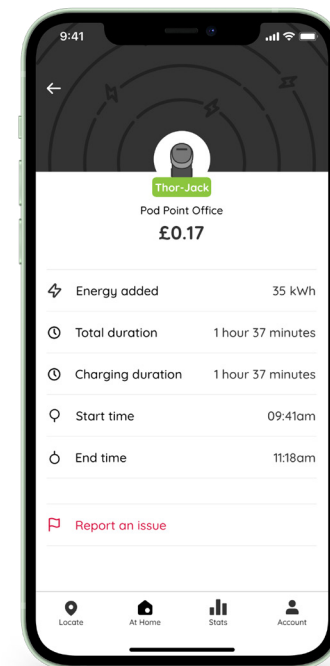 9:41
Thor-Jack
Pod Point Office
£0.17
Energy added 35 kWh
Total duration 1 hour 37 minutes
Charging duration 1 hour 37 minutes
Start time 09:41am
End time 11:18am
Report an issue
Locate At Home Stats Account